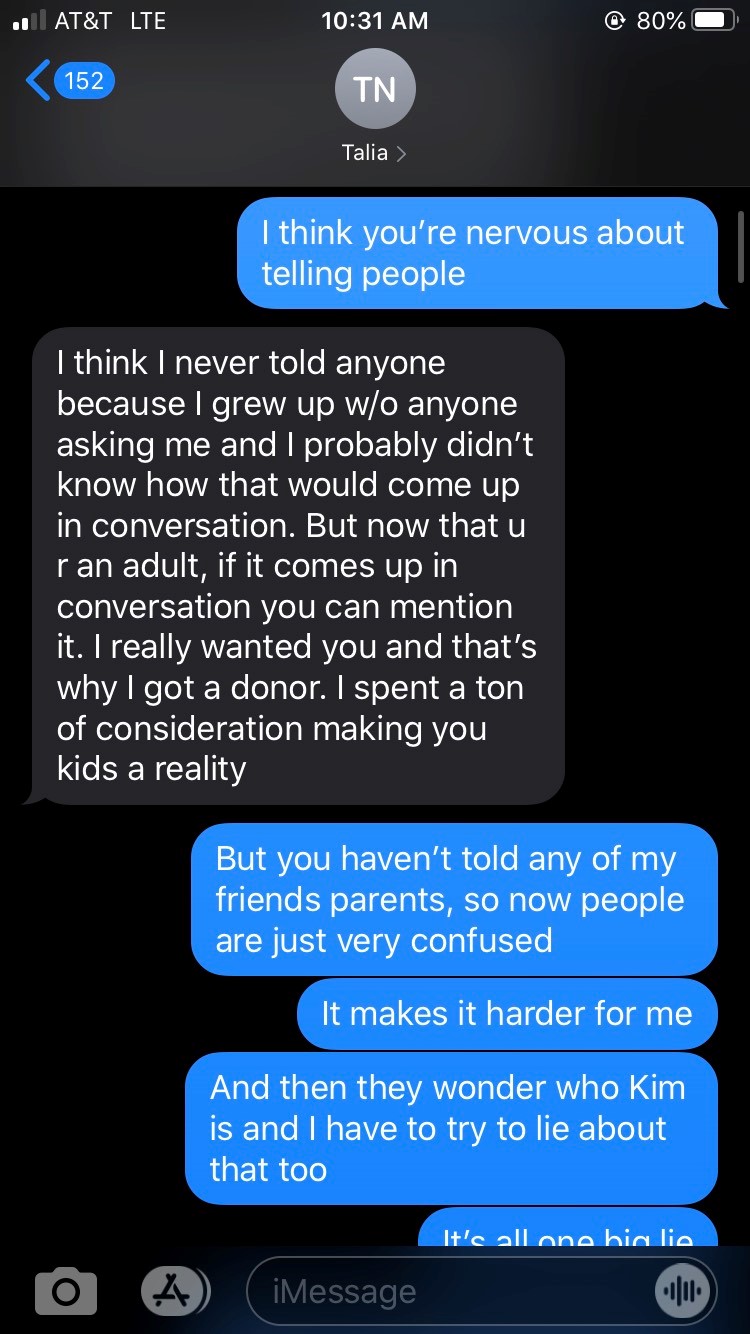 AT&T LTE
10:31 AM
80%
152
TN
Talia
I think you’re nervous about
telling people
I think I never told anyone
because I grew up w/o anyone
asking me and I probably didn’t
know how that would come up
in conversation. But now that u
r an adult, if it comes up in
conversation you can mention
it. I really wanted you and that’s
why I got a donor. I spent a ton
of consideration making you
kids a reality
But you haven’t told any of my
friends parents, so now people
are just very confused
It makes it harder for me
And then they wonder who Kim
is and I have to try to lie about
that too
It’s all one big lie
iMessage